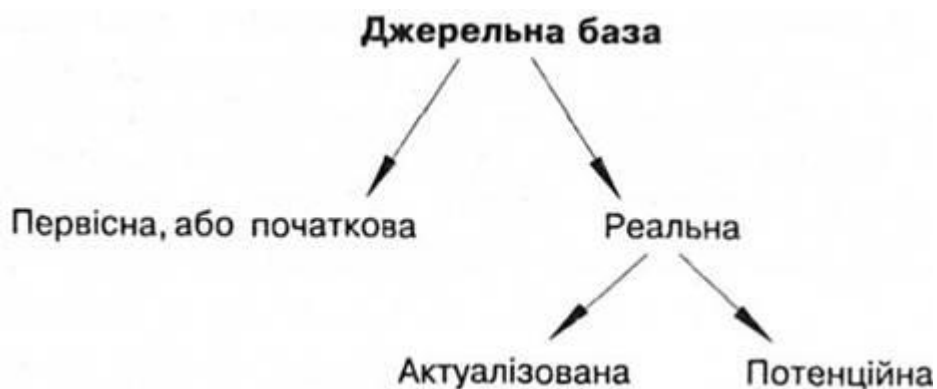 Джерельна база
Первісна, або початкова
Реальна
Актуалізована
Потенційна